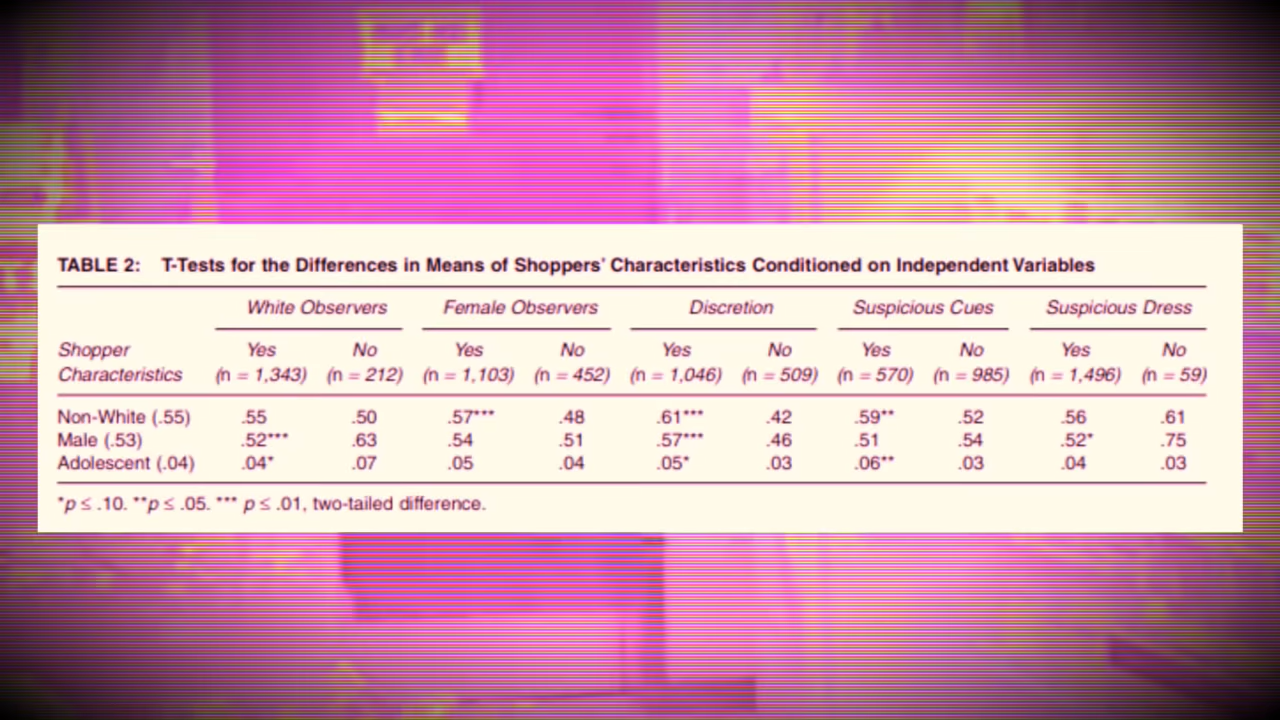 TABLE 2: T-Tests for the Differences in Means of Shoppers' Characteristics Conditioned on Independent Variables
White Observers Female Observers Discretion Suspicious Cues Suspicious Dress
Shopper Yes No Yes No Yes No Yes No Yes No
Characteristics (n = 1,343) (n = 212) (n = 1,103) (n = 452) (n = 1,046) (n = 509) (n = 570) (n = 985) (n = 1,496) (n = 59)
Non-White (.55) .55 .50 .57*** .48 .61*** .42 .59** .52 .56 .61
Male (.53) .52*** .63 .54 .51 .57*** .46 .51 .54 .52* .75
Adolescent (.04) .04* .07 .05 .04 .05* .03 .06** .03 .04 .03
*p ≤ .10. **p ≤ .05. *** p ≤ .01, two-tailed difference.